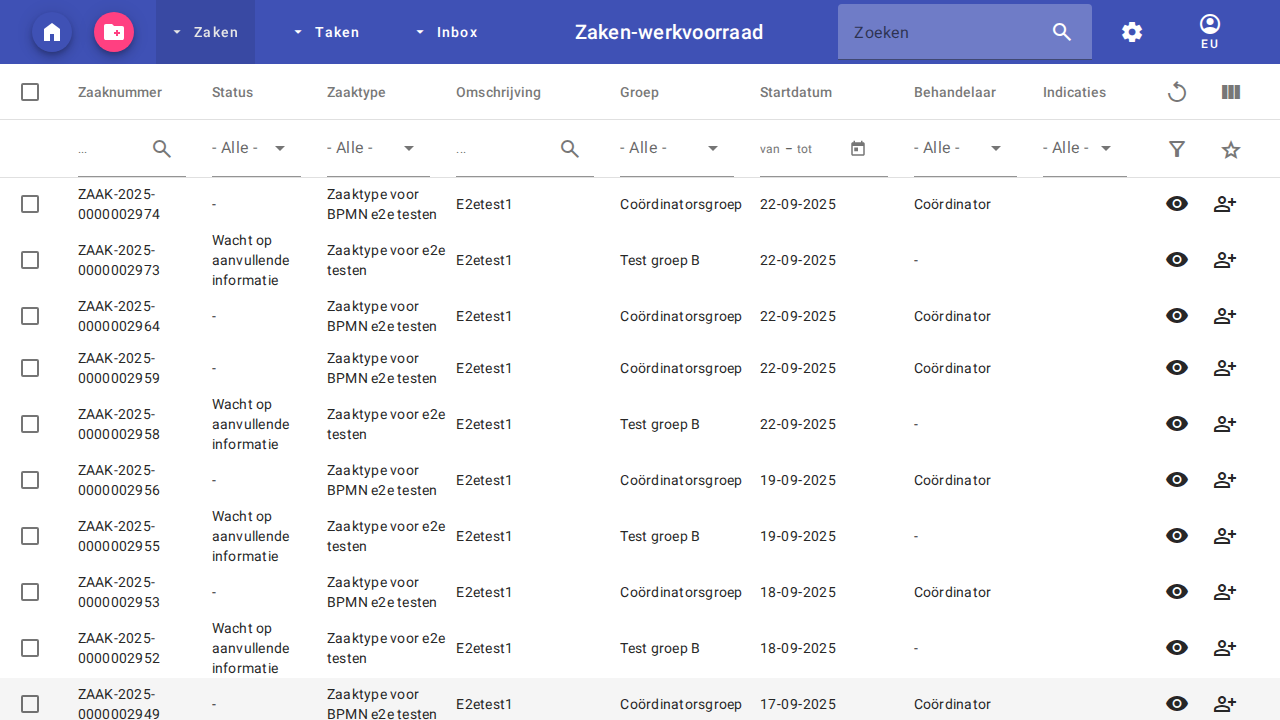 Zaken Taken Inbox Zaken-werkvoorraad Zoeken EU
Zaaknummer Status Zaaktype Omschrijving Groep Startdatum Behandelaar Indicaties
... - Alle - - Alle - ... - Alle - van – tot - Alle - - Alle -
ZAAK-2025-
0000002974
-
Zaaktype voor
BPMN e2e testen
E2etest1
Coördinatorsgroep
22-09-2025
Coördinator
ZAAK-2025-
0000002973
Wacht op
aanvullende
informatie
Zaaktype voor e2e
testen
E2etest1
Test groep B
22-09-2025
-
ZAAK-2025-
0000002964
-
Zaaktype voor
BPMN e2e testen
E2etest1
Coördinatorsgroep
22-09-2025
Coördinator
ZAAK-2025-
0000002959
-
Zaaktype voor
BPMN e2e testen
E2etest1
Coördinatorsgroep
22-09-2025
Coördinator
ZAAK-2025-
0000002958
Wacht op
aanvullende
informatie
Zaaktype voor e2e
testen
E2etest1
Test groep B
22-09-2025
-
ZAAK-2025-
0000002956
-
Zaaktype voor
BPMN e2e testen
E2etest1
Coördinatorsgroep
19-09-2025
Coördinator
ZAAK-2025-
0000002955
Wacht op
aanvullende
informatie
Zaaktype voor e2e
testen
E2etest1
Test groep B
19-09-2025
-
ZAAK-2025-
0000002953
-
Zaaktype voor
BPMN e2e testen
E2etest1
Coördinatorsgroep
18-09-2025
Coördinator
ZAAK-2025-
0000002952
Wacht op
aanvullende
informatie
Zaaktype voor e2e
testen
E2etest1
Test groep B
18-09-2025
-
ZAAK-2025-
0000002949
-
Zaaktype voor
BPMN e2e testen
E2etest1
Coördinatorsgroep
17-09-2025
Coördinator